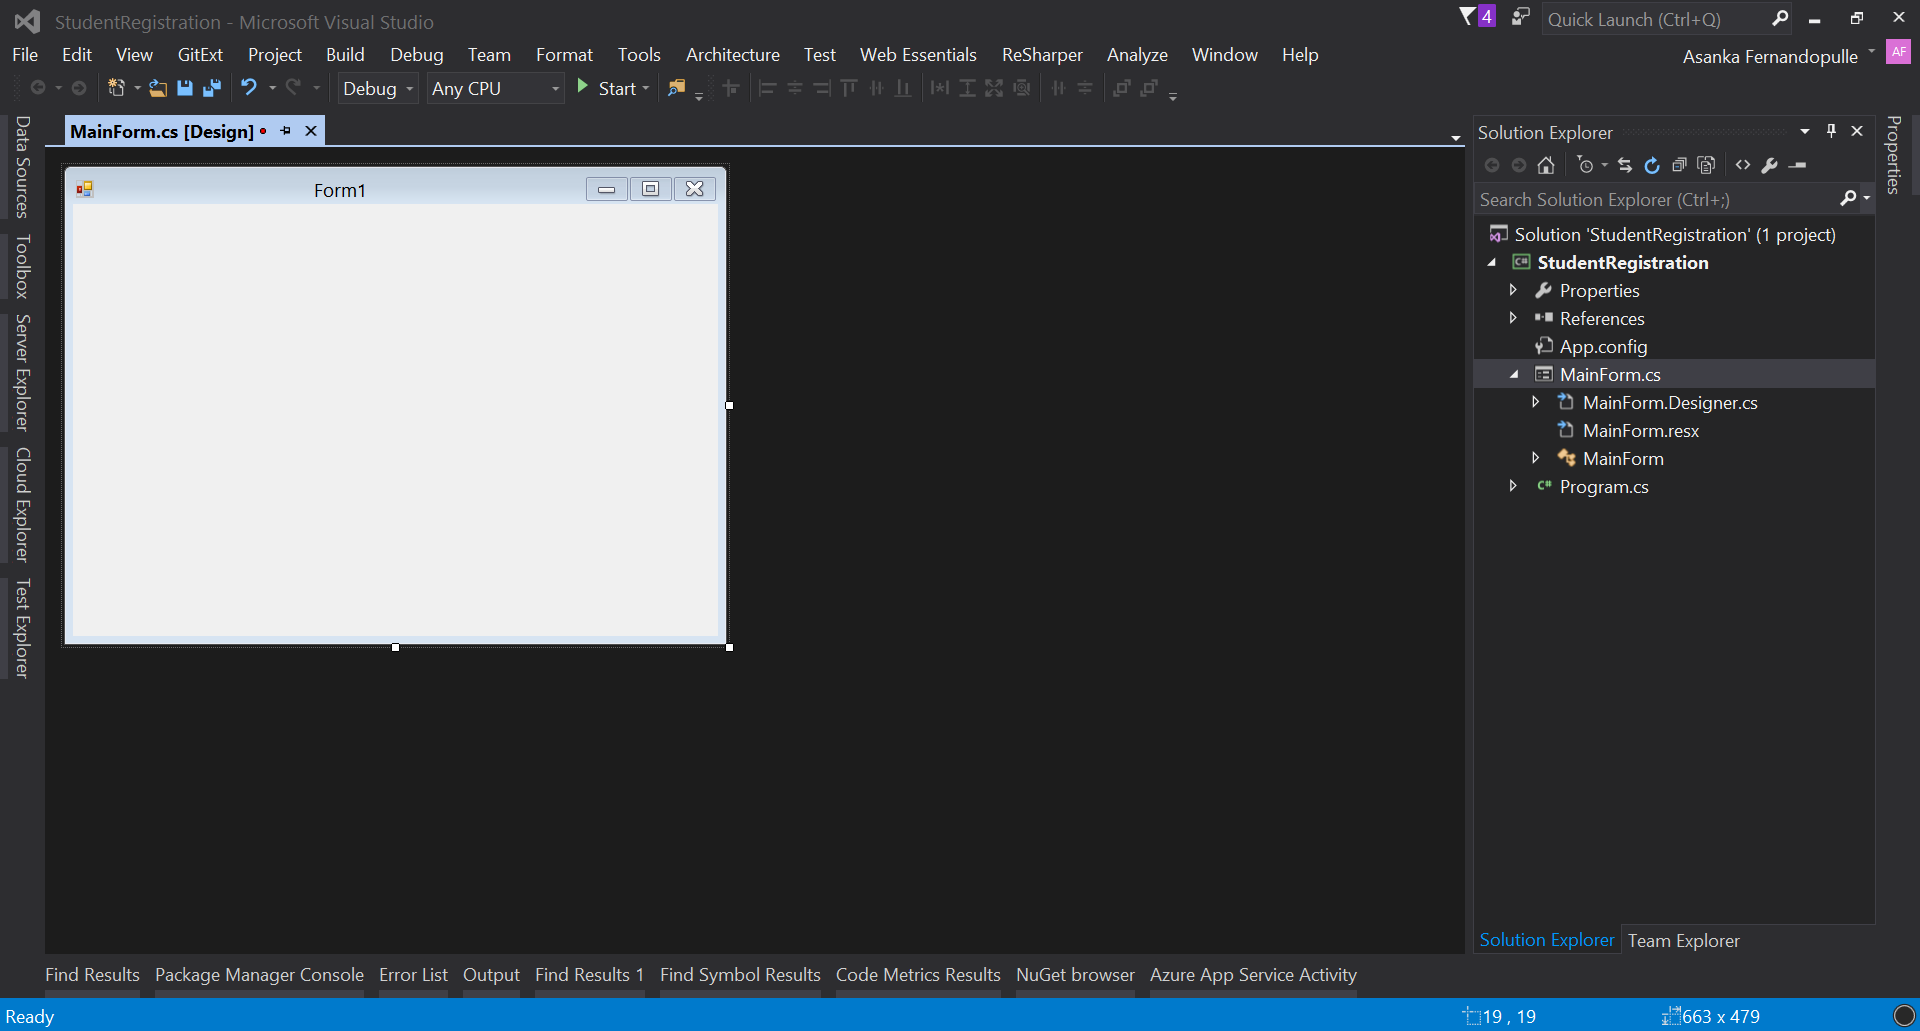 StudentRegistration - Microsoft Visual Studio
4
Quick Launch (Ctrl+Q)
File Edit View GitExt Project Build Debug Team Format Tools Architecture Test Web Essentials ReSharper Analyze Window Help
Asanka Fernandopulle AF
Debug Any CPU Start
Data Sources
Toolbox
Server Explorer
Cloud Explorer
Test Explorer
MainForm.cs [Design]
Form1
Solution Explorer
Search Solution Explorer (Ctrl+;)
Solution 'StudentRegistration' (1 project)
C# StudentRegistration
Properties
References
App.config
MainForm.cs
MainForm.Designer.cs
MainForm.resx
MainForm
C# Program.cs
Solution Explorer Team Explorer
Properties
Find Results Package Manager Console Error List Output Find Results 1 Find Symbol Results Code Metrics Results NuGet browser Azure App Service Activity
Ready 19 , 19 663 x 479